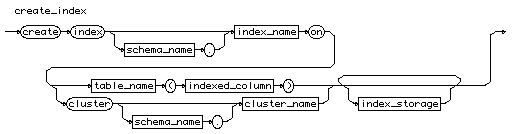 create_index
create index schema_name . index_name on
table_name ( indexed_column )
cluster schema_name . cluster_name index_storage